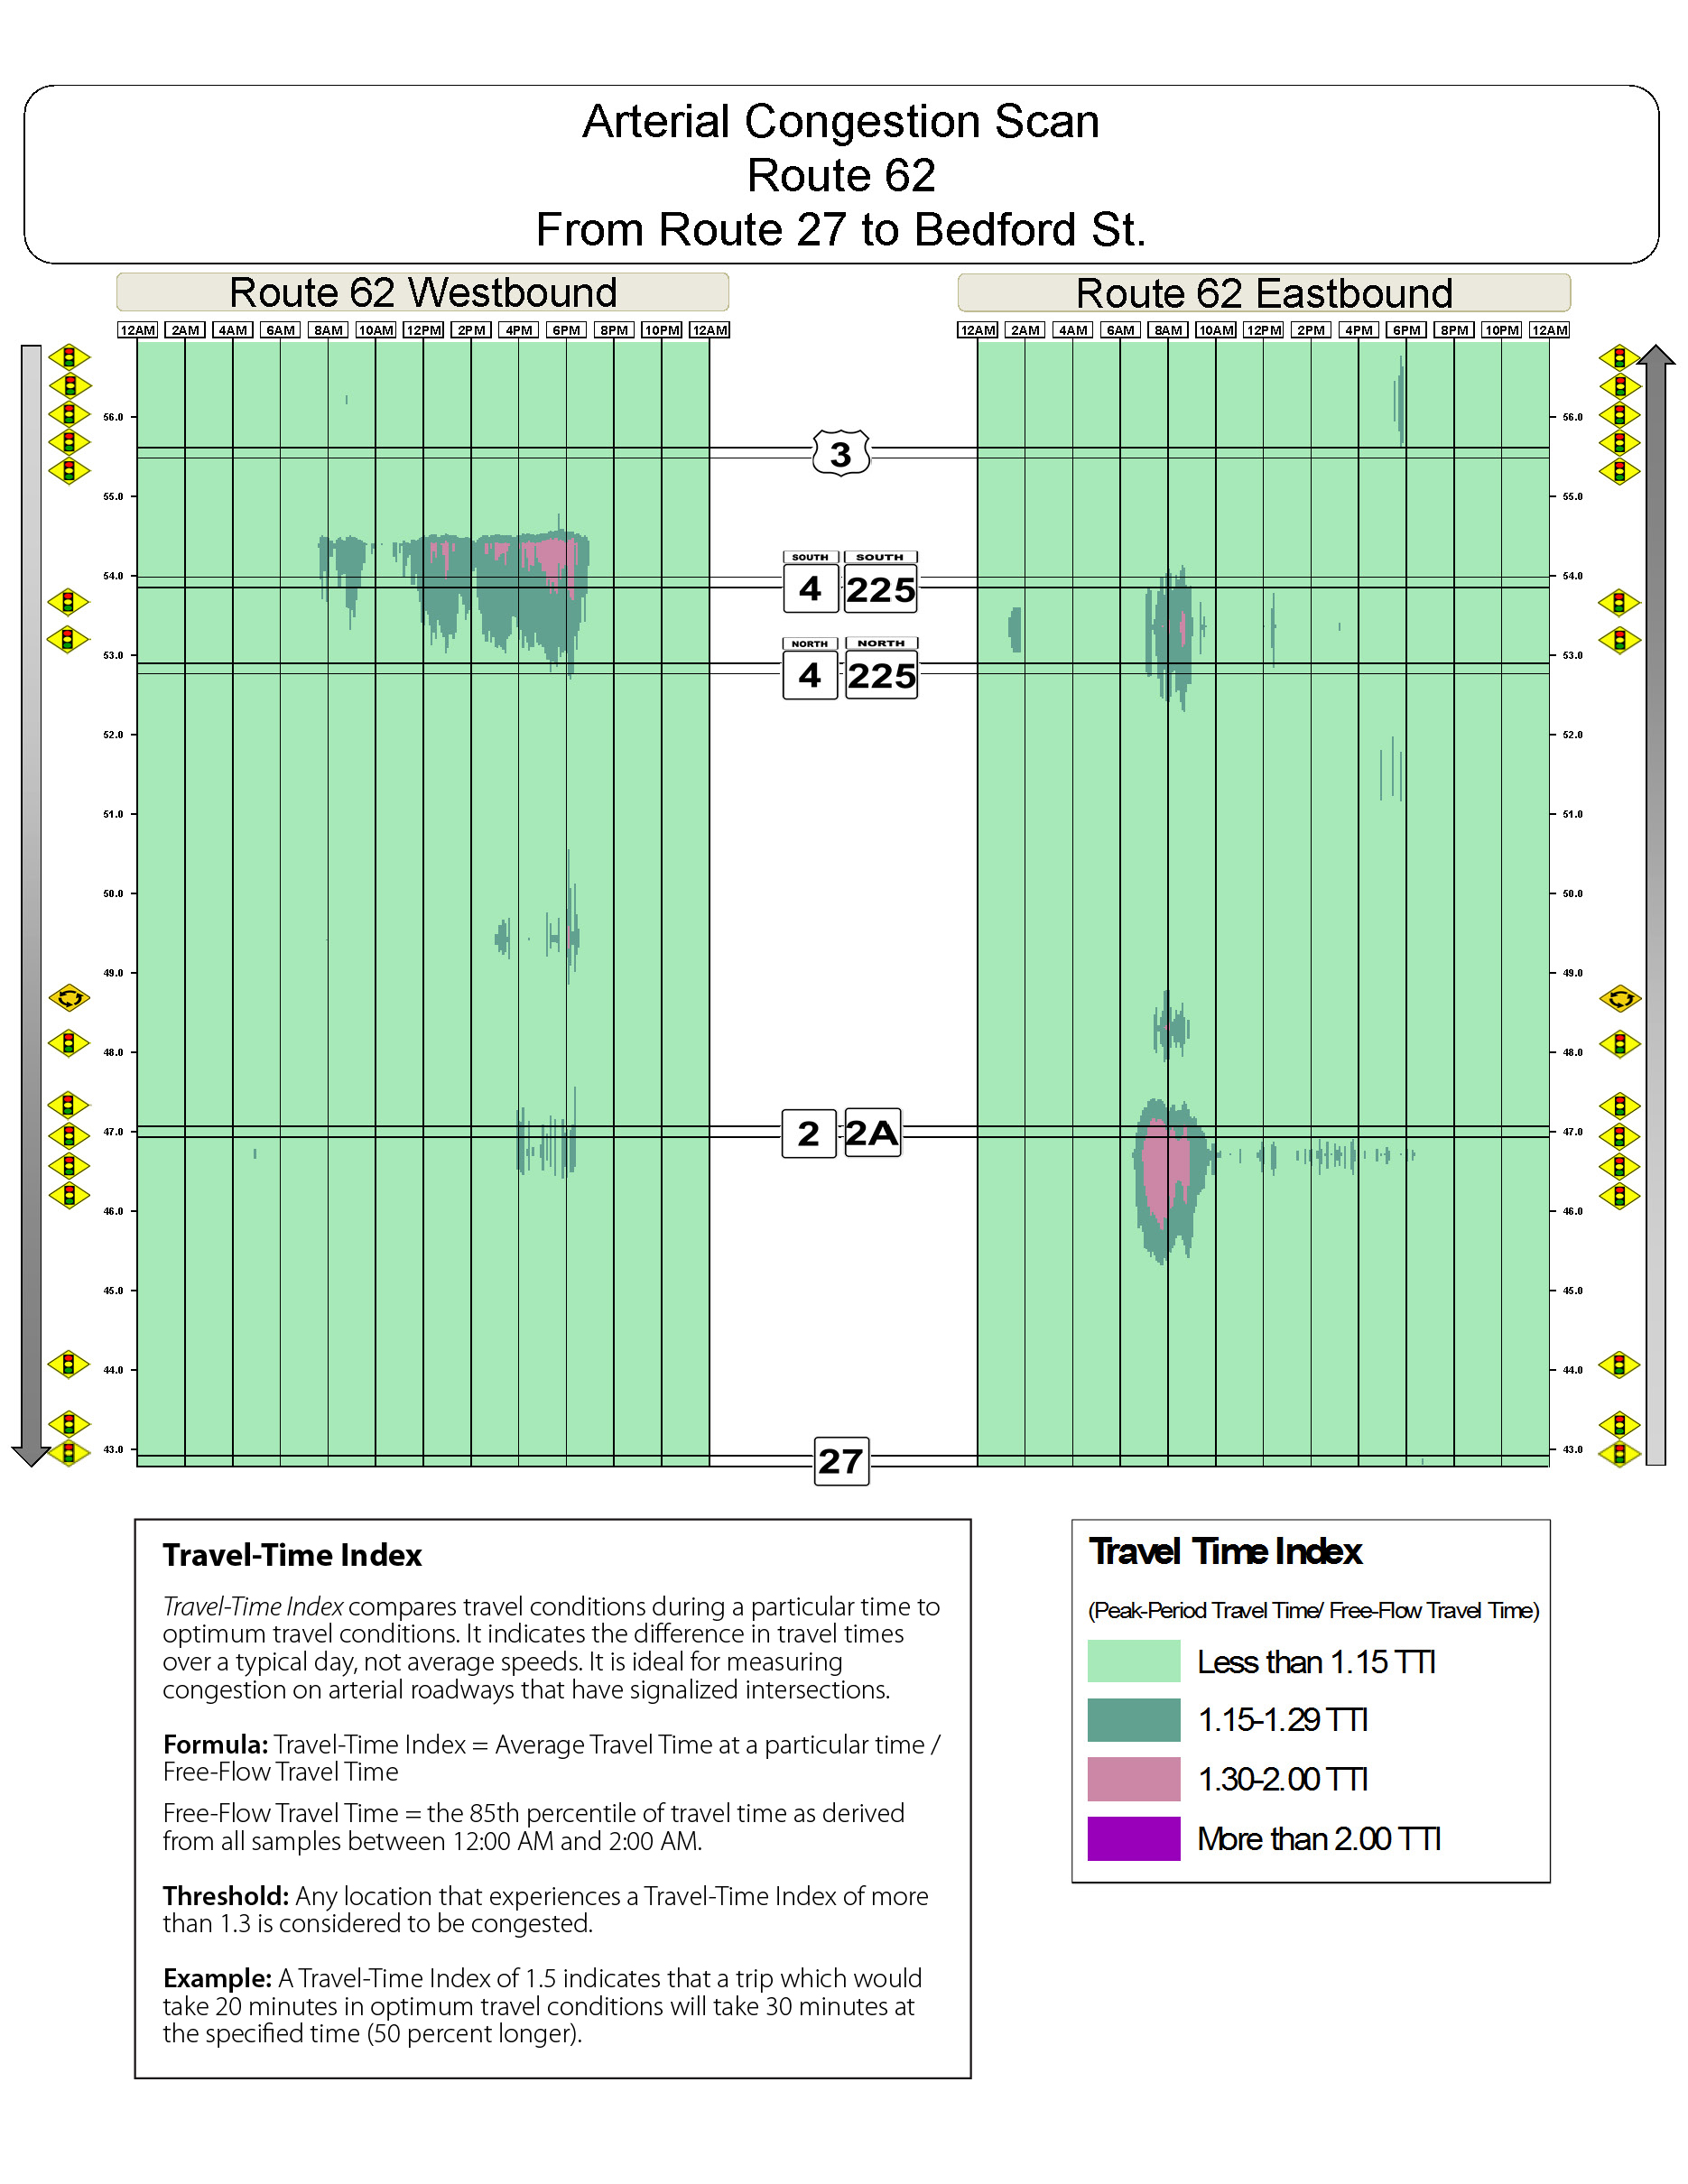 Arterial Congestion Scan
Route 62
From Route 27 to Bedford St.
Route 62 Westbound
12AM 2AM 4AM 6AM 8AM 10AM 12PM 2PM 4PM 6PM 8PM 10PM 12AM
56.0
55.0
54.0
53.0
52.0
51.0
50.0
49.0
48.0
47.0
46.0
45.0
44.0
43.0
3
SOUTH SOUTH
4 225
NORTH NORTH
4 225
2 2A
27
Route 62 Eastbound
12AM 2AM 4AM 6AM 8AM 10AM 12PM 2PM 4PM 6PM 8PM 10PM 12AM
56.0
55.0
54.0
53.0
52.0
51.0
50.0
49.0
48.0
47.0
46.0
45.0
44.0
43.0
Travel-Time Index
Travel-Time Index compares travel conditions during a particular time to
optimum travel conditions. It indicates the difference in travel times
over a typical day, not average speeds. It is ideal for measuring
congestion on arterial roadways that have signalized intersections.
Formula: Travel-Time Index = Average Travel Time at a particular time /
Free-Flow Travel Time
Free-Flow Travel Time = the 85th percentile of travel time as derived
from all samples between 12:00 AM and 2:00 AM.
Threshold: Any location that experiences a Travel-Time Index of more
than 1.3 is considered to be congested.
Example: A Travel-Time Index of 1.5 indicates that a trip which would
take 20 minutes in optimum travel conditions will take 30 minutes at
the specified time (50 percent longer).
Travel Time Index
(Peak-Period Travel Time/ Free-Flow Travel Time)
Less than 1.15 TTI
1.15-1.29 TTI
1.30-2.00 TTI
More than 2.00 TTI